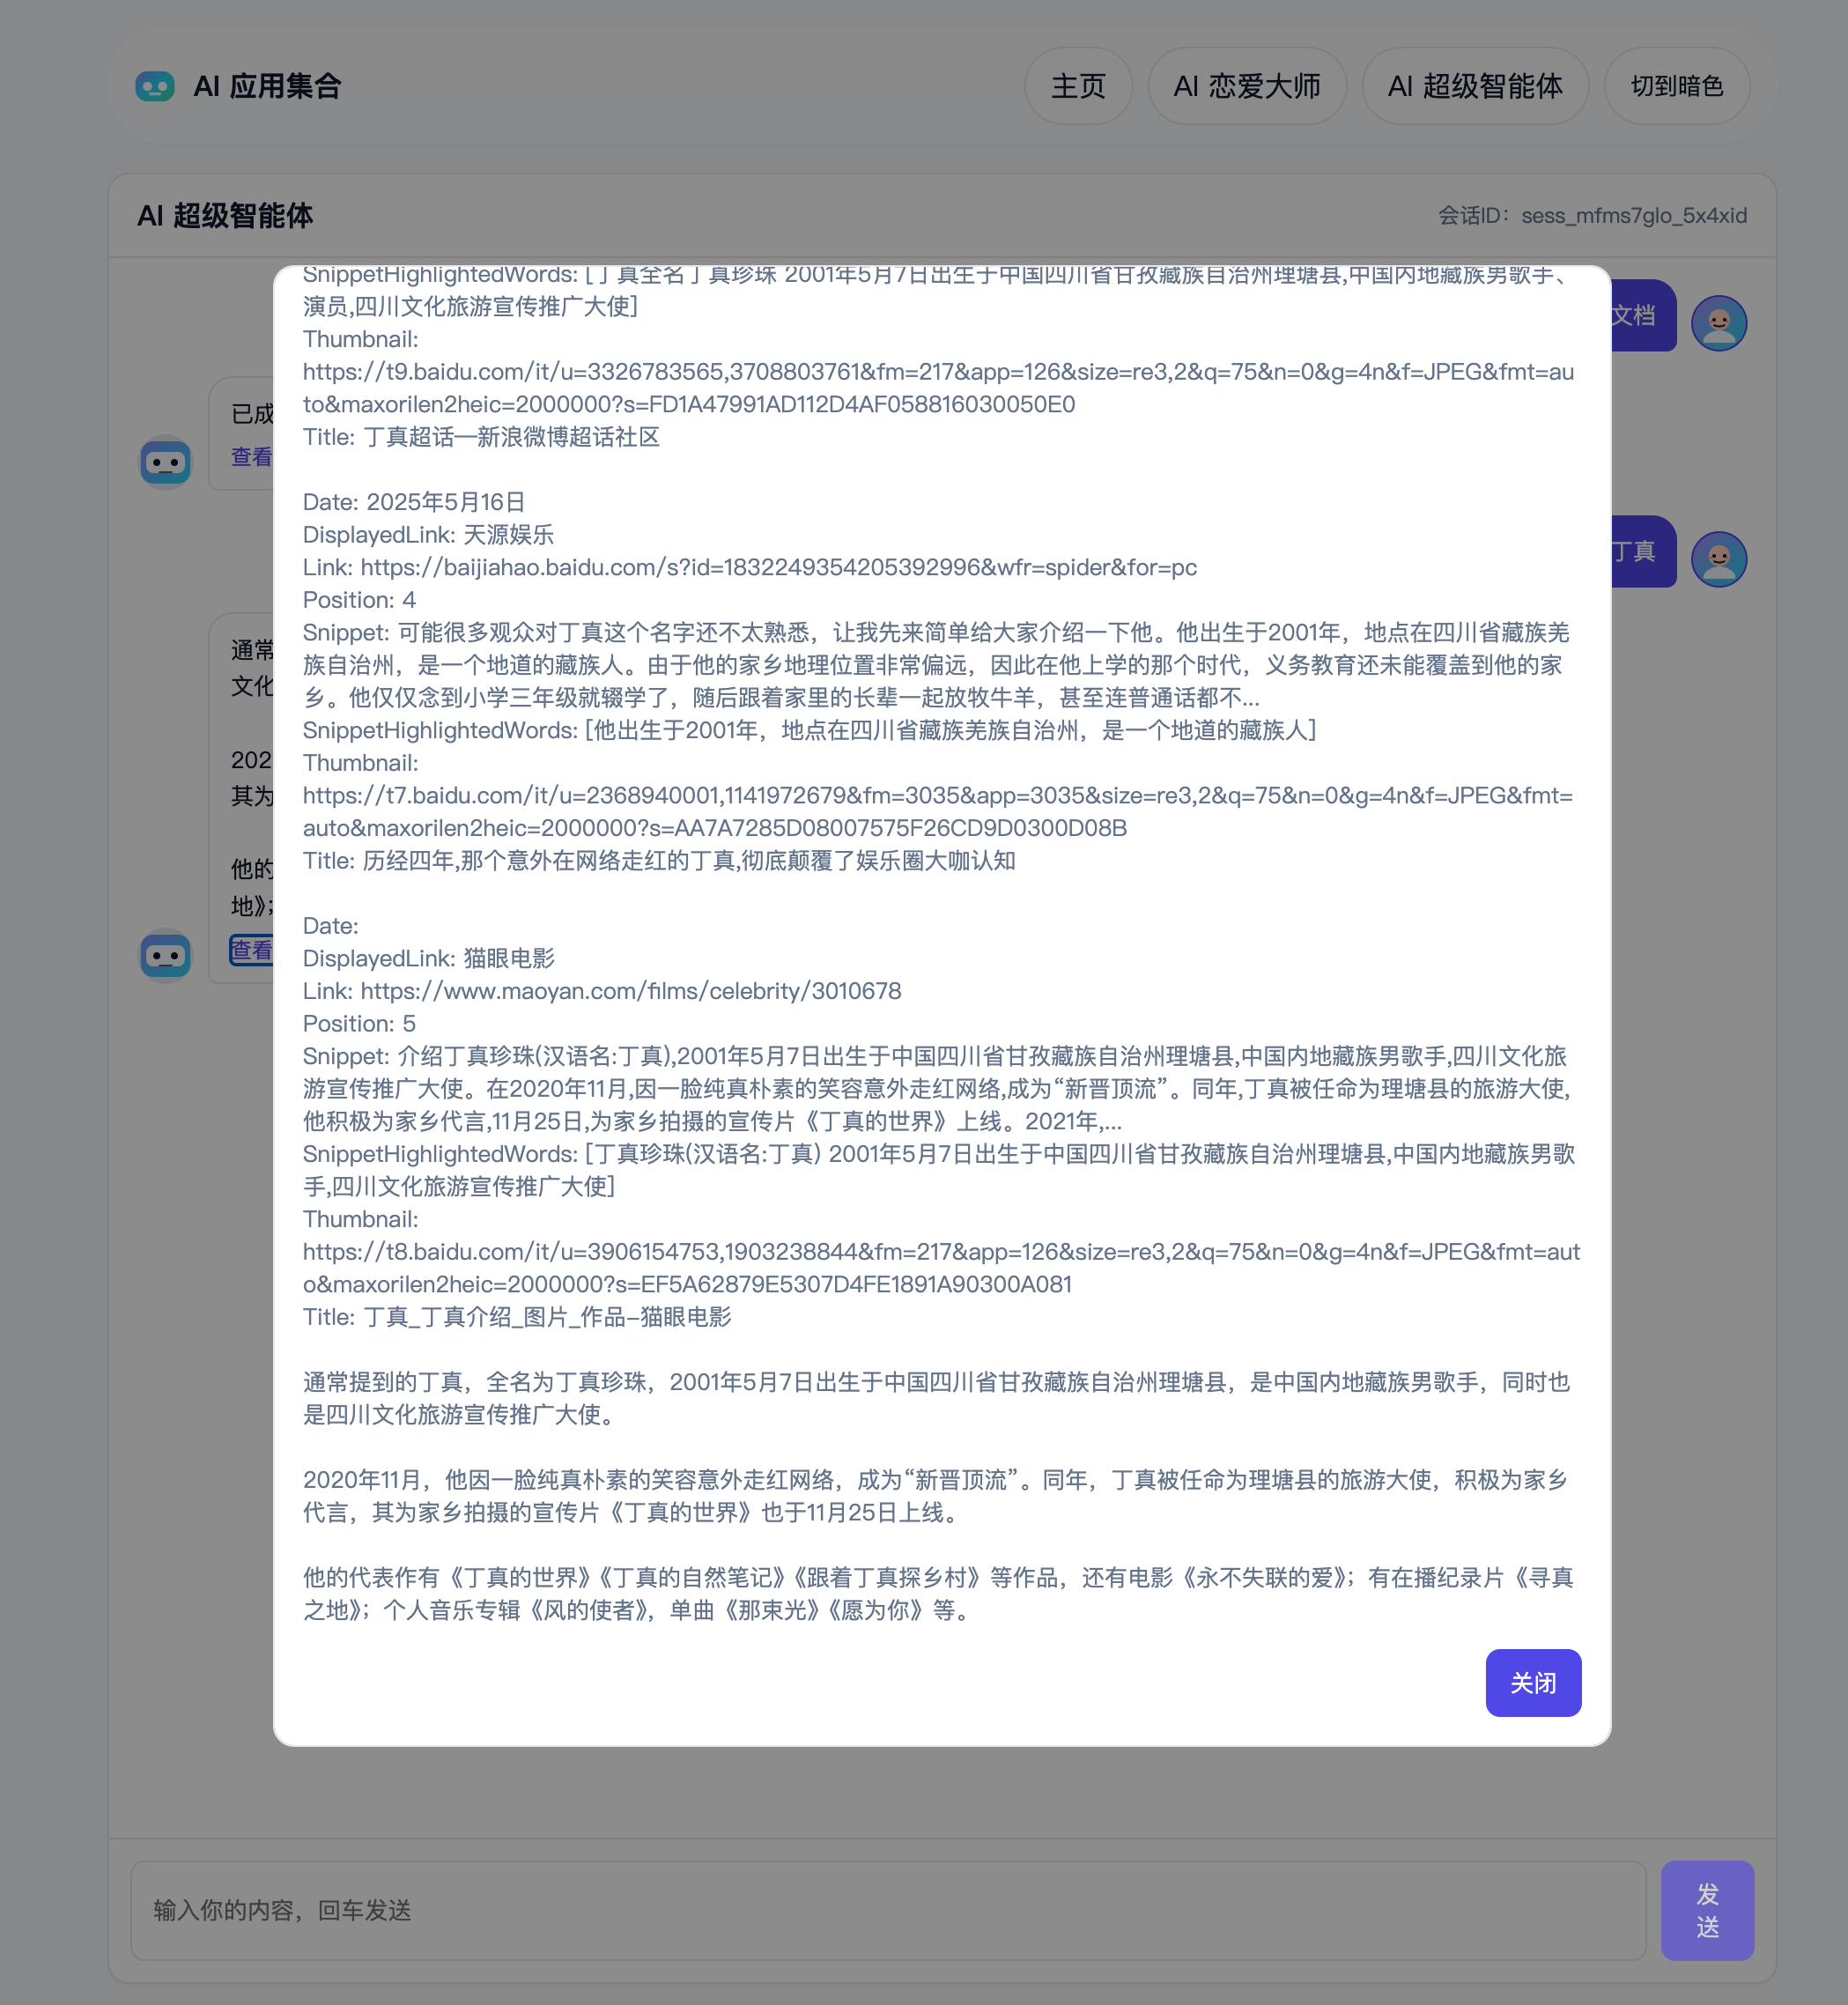 AI 应用集合
主页
AI 恋爱大师
AI 超级智能体
切到暗色
AI 超级智能体
会话ID：sess_mfms7glo_5x4xid
文档
已成
查看
丁真
通常
文化
202
其为
他的
地》；
查看
SnippetHighlightedWords: [丁真全名丁真珍珠 2001年5月7日出生于中国四川省甘孜藏族自治州理塘县,中国内地藏族男歌手、
演员,四川文化旅游宣传推广大使]
Thumbnail:
https://t9.baidu.com/it/u=3326783565,3708803761&fm=217&app=126&size=re3,2&q=75&n=0&g=4n&f=JPEG&fmt=au
to&maxorilen2heic=2000000?s=FD1A47991AD112D4AF058816030050E0
Title: 丁真超话—新浪微博超话社区
Date: 2025年5月16日
DisplayedLink: 天源娱乐
Link: https://baijiahao.baidu.com/s?id=1832249354205392996&wfr=spider&for=pc
Position: 4
Snippet: 可能很多观众对丁真这个名字还不太熟悉，让我先来简单给大家介绍一下他。他出生于2001年，地点在四川省藏族羌
族自治州，是一个地道的藏族人。由于他的家乡地理位置非常偏远，因此在他上学的那个时代，义务教育还未能覆盖到他的家
乡。他仅仅念到小学三年级就辍学了，随后跟着家里的长辈一起放牧牛羊，甚至连普通话都不...
SnippetHighlightedWords: [他出生于2001年，地点在四川省藏族羌族自治州，是一个地道的藏族人]
Thumbnail:
https://t7.baidu.com/it/u=2368940001,1141972679&fm=3035&app=3035&size=re3,2&q=75&n=0&g=4n&f=JPEG&fmt=
auto&maxorilen2heic=2000000?s=AA7A7285D08007575F26CD9D0300D08B
Title: 历经四年,那个意外在网络走红的丁真,彻底颠覆了娱乐圈大咖认知
Date:
DisplayedLink: 猫眼电影
Link: https://www.maoyan.com/films/celebrity/3010678
Position: 5
Snippet: 介绍丁真珍珠(汉语名:丁真),2001年5月7日出生于中国四川省甘孜藏族自治州理塘县,中国内地藏族男歌手,四川文化旅
游宣传推广大使。在2020年11月,因一脸纯真朴素的笑容意外走红网络,成为“新晋顶流”。同年,丁真被任命为理塘县的旅游大使,
他积极为家乡代言,11月25日,为家乡拍摄的宣传片《丁真的世界》上线。2021年,...
SnippetHighlightedWords: [丁真珍珠(汉语名:丁真) 2001年5月7日出生于中国四川省甘孜藏族自治州理塘县,中国内地藏族男歌
手,四川文化旅游宣传推广大使]
Thumbnail:
https://t8.baidu.com/it/u=3906154753,1903238844&fm=217&app=126&size=re3,2&q=75&n=0&g=4n&f=JPEG&fmt=aut
o&maxorilen2heic=2000000?s=EF5A62879E5307D4FE1891A90300A081
Title: 丁真_丁真介绍_图片_作品-猫眼电影
通常提到的丁真，全名为丁真珍珠，2001年5月7日出生于中国四川省甘孜藏族自治州理塘县，是中国内地藏族男歌手，同时也
是四川文化旅游宣传推广大使。
2020年11月，他因一脸纯真朴素的笑容意外走红网络，成为“新晋顶流”。同年，丁真被任命为理塘县的旅游大使，积极为家乡
代言，其为家乡拍摄的宣传片《丁真的世界》也于11月25日上线。
他的代表作有《丁真的世界》《丁真的自然笔记》《跟着丁真探乡村》等作品，还有电影《永不失联的爱》；有在播纪录片《寻真
之地》；个人音乐专辑《风的使者》，单曲《那束光》《愿为你》等。
关闭
输入你的内容，回车发送
发
送